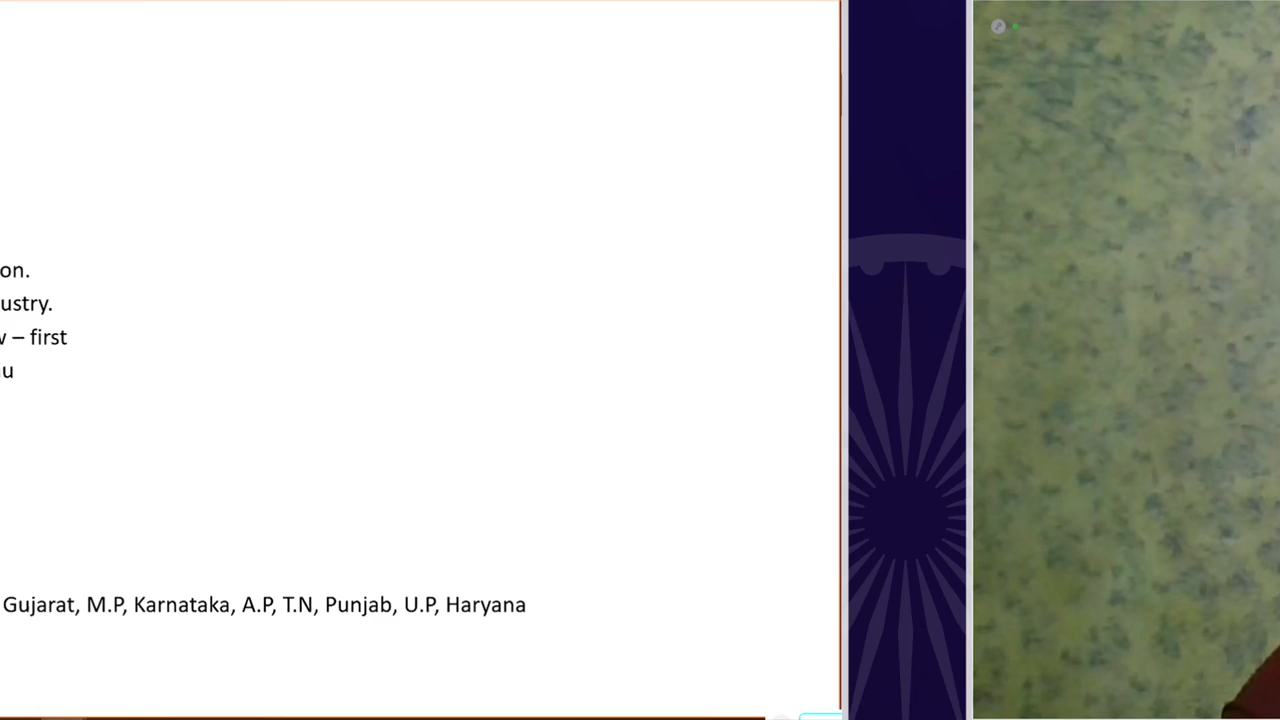 on.
ustry.
– first
u
Gujarat, M.P, Karnataka, A.P, T.N, Punjab, U.P, Haryana